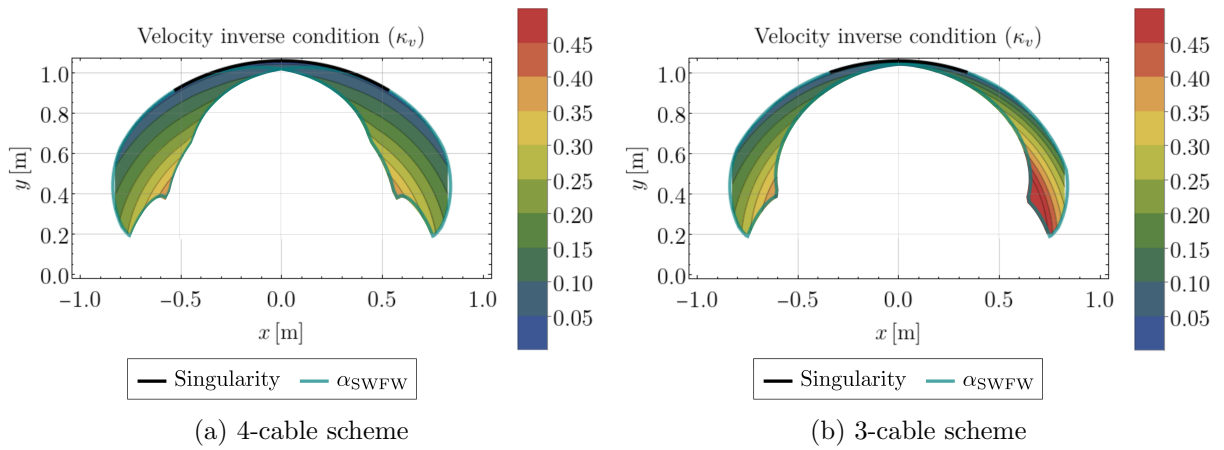 Velocity inverse condition (κv)
1.0
0.8
0.6
0.4
0.2
0.0
y [m]
−1.0 −0.5 0.0 0.5 1.0
x [m]
0.45
0.40
0.35
0.30
0.25
0.20
0.15
0.10
0.05
Singularity αSWFW
(a) 4-cable scheme
Velocity inverse condition (κv)
1.0
0.8
0.6
0.4
0.2
0.0
y [m]
−1.0 −0.5 0.0 0.5 1.0
x [m]
0.45
0.40
0.35
0.30
0.25
0.20
0.15
0.10
0.05
Singularity αSWFW
(b) 3-cable scheme